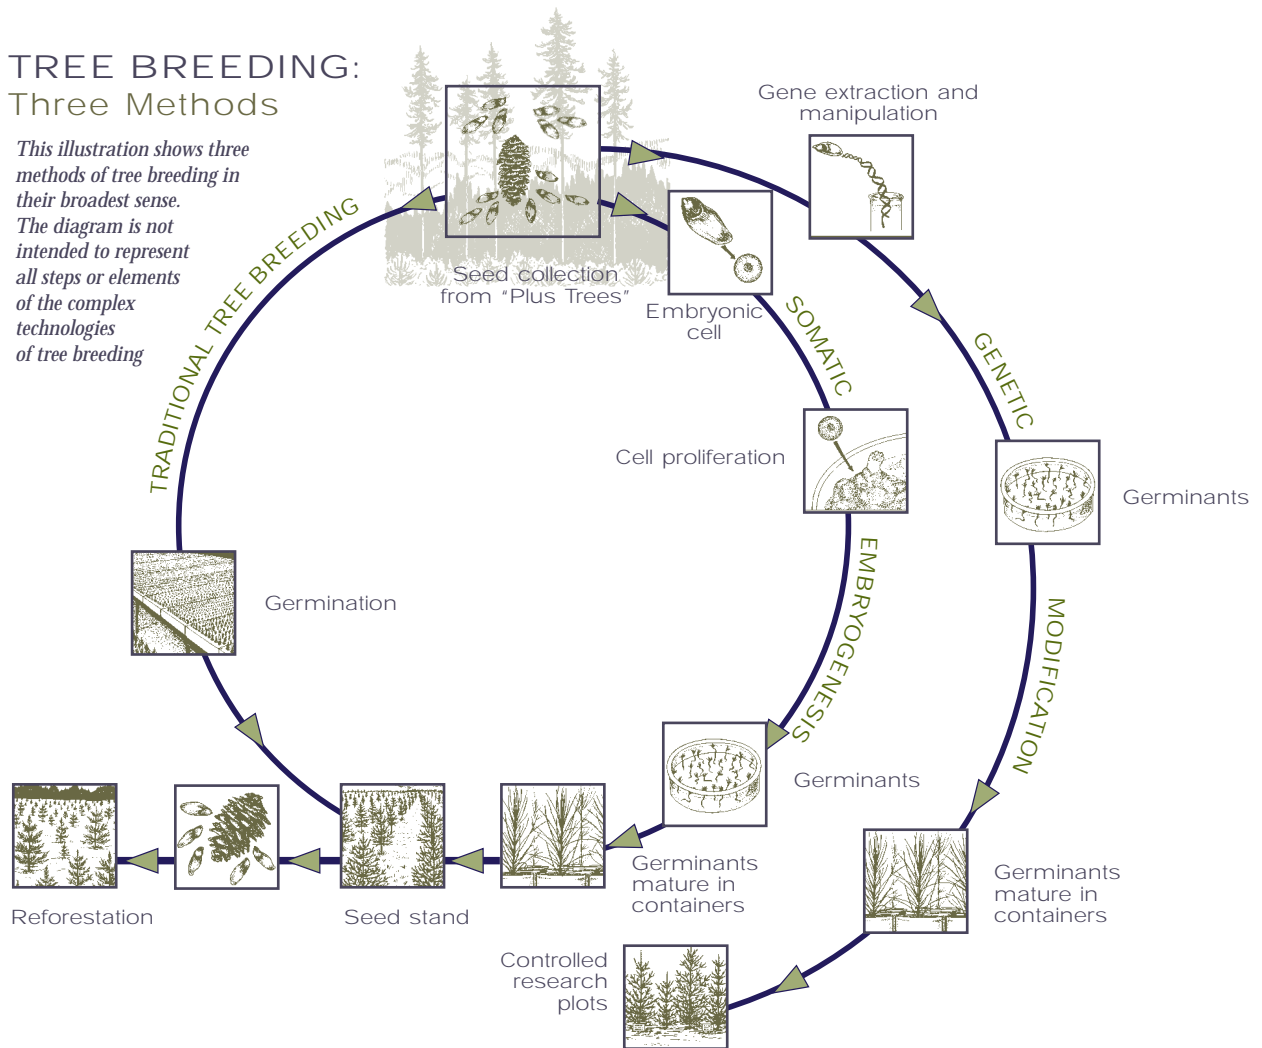 TREE BREEDING:
Three Methods
This illustration shows three
methods of tree breeding in
their broadest sense.
The diagram is not
intended to represent
all steps or elements
of the complex
technologies
of tree breeding
Seed collection
from “Plus Trees”
Gene extraction and
manipulation
Embryonic
cell
TRADITIONAL TREE BREEDING
SOMATIC
EMBRYOGENESIS
GENETIC
MODIFICATION
Cell proliferation
Germinants
Germination
Germinants
Germinants
mature in
containers
Germinants
mature in
containers
Reforestation
Seed stand
Controlled
research
plots